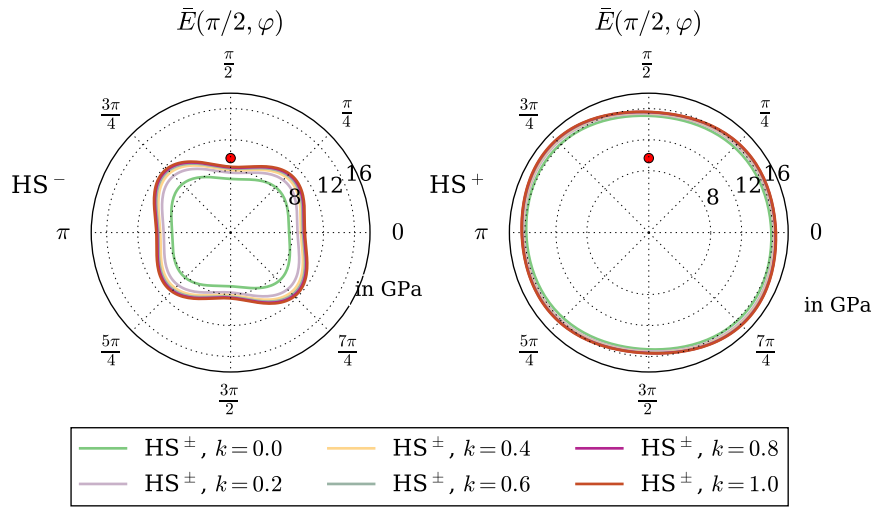 Ē(π/2, φ) Ē(π/2, φ)
π/2 π/2
3π/4 π/4 3π/4 π/4
16 16
HS⁻ 8 12 HS⁺ 8 12
π 0 π 0
in GPa in GPa
5π/4 7π/4 5π/4 7π/4
3π/2 3π/2
HS±, k=0.0 HS±, k=0.4 HS±, k=0.8
HS±, k=0.2 HS±, k=0.6 HS±, k=1.0